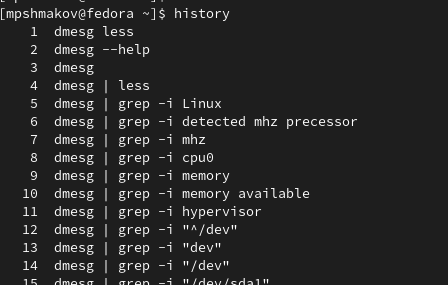 [mpshmakov@fedora ~]$ history
1 dmesg less
2 dmesg --help
3 dmesg
4 dmesg | less
5 dmesg | grep -i Linux
6 dmesg | grep -i detected mhz precessor
7 dmesg | grep -i mhz
8 dmesg | grep -i cpu0
9 dmesg | grep -i memory
10 dmesg | grep -i memory available
11 dmesg | grep -i hypervisor
12 dmesg | grep -i "^/dev"
13 dmesg | grep -i "dev"
14 dmesg | grep -i "/dev"
15 dmesg | grep -i "/dev/sda1"